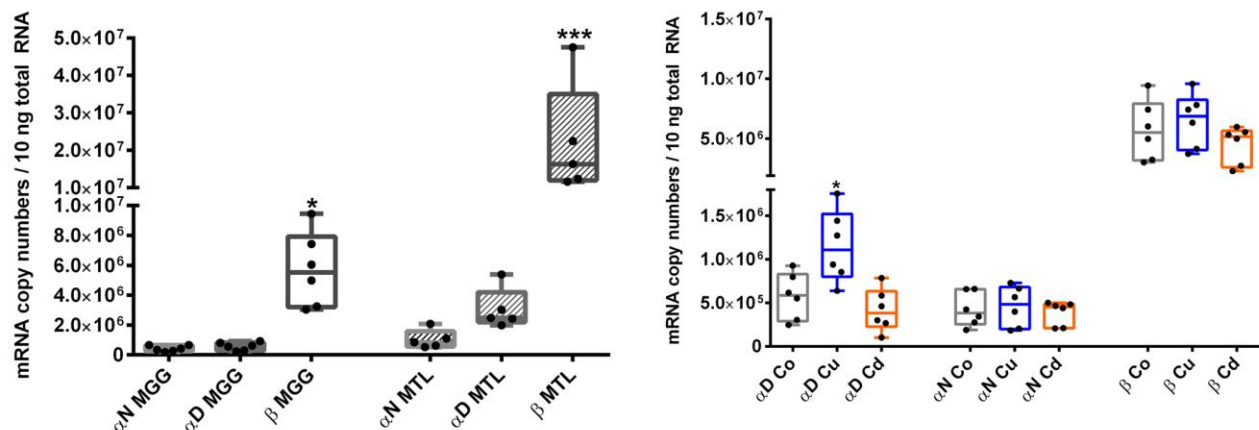 mRNA copy numbers / 10 ng total RNA
5.0×10⁷
4.0×10⁷
3.0×10⁷
2.0×10⁷
1.0×10⁷
1.0×10⁷
8.0×10⁶
6.0×10⁶
4.0×10⁶
2.0×10⁶
0
*
***
αN MGG
αD MGG
β MGG
αN MTL
αD MTL
β MTL
mRNA copy numbers / 10 ng total RNA
1.5×10⁷
1.0×10⁷
5.0×10⁶
1.5×10⁶
1.0×10⁶
5.0×10⁵
0
*
αD Co
αD Cu
αD Cd
αN Co
αN Cu
αN Cd
β Co
β Cu
β Cd